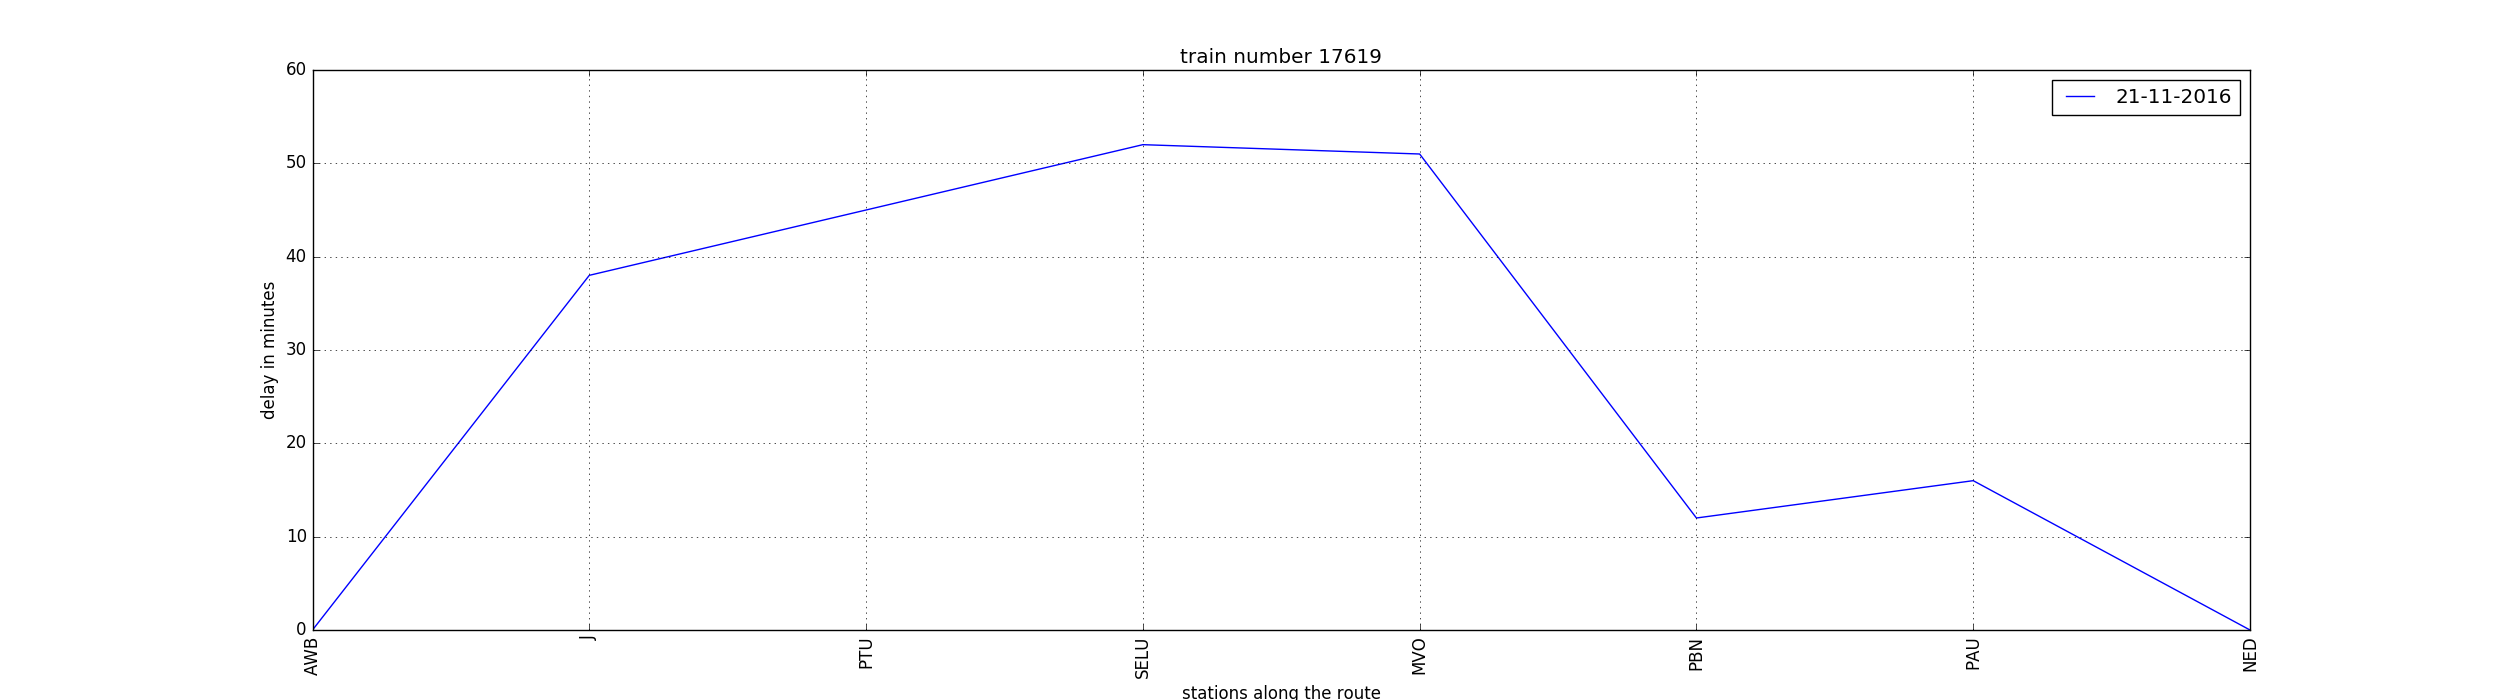 train number 17619
21-11-2016
60
50
40
30
20
10
0
delay in minutes
AWB
J
PTU
SELU
MVO
PBN
PAU
NED
stations along the route